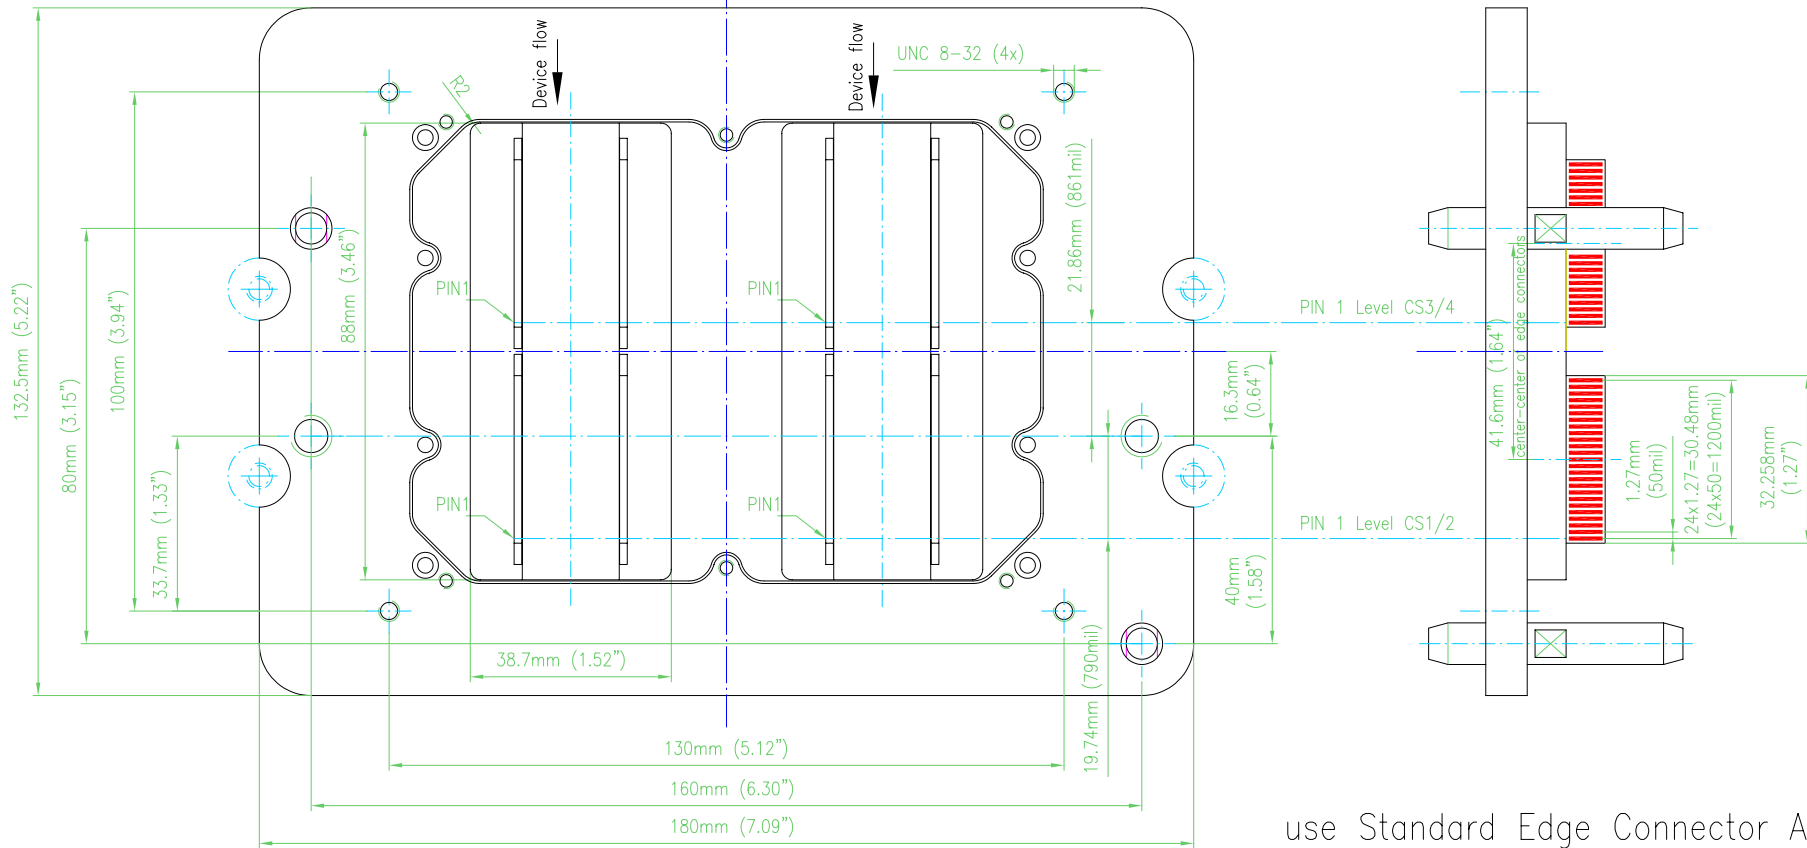 Device flow
Device flow
UNC 8-32 (4x)
R2
132.5mm (5.22")
100mm (3.94")
80mm (3.15")
33.7mm (1.33")
88mm (3.46")
PIN1
PIN1
PIN1
PIN1
21.86mm (861mil)
16.3mm
(0.64")
40mm
(1.58")
19.74mm (790mil)
38.7mm (1.52")
130mm (5.12")
160mm (6.30")
180mm (7.09")
PIN 1 Level CS3/4
PIN 1 Level CS1/2
41.6mm (1.64")
center-center of edge connectors
1.27mm
(50mil)
24x1.27=30.48mm
(24x50=1200mil)
32.258mm
(1.27")
use Standard Edge Connector A